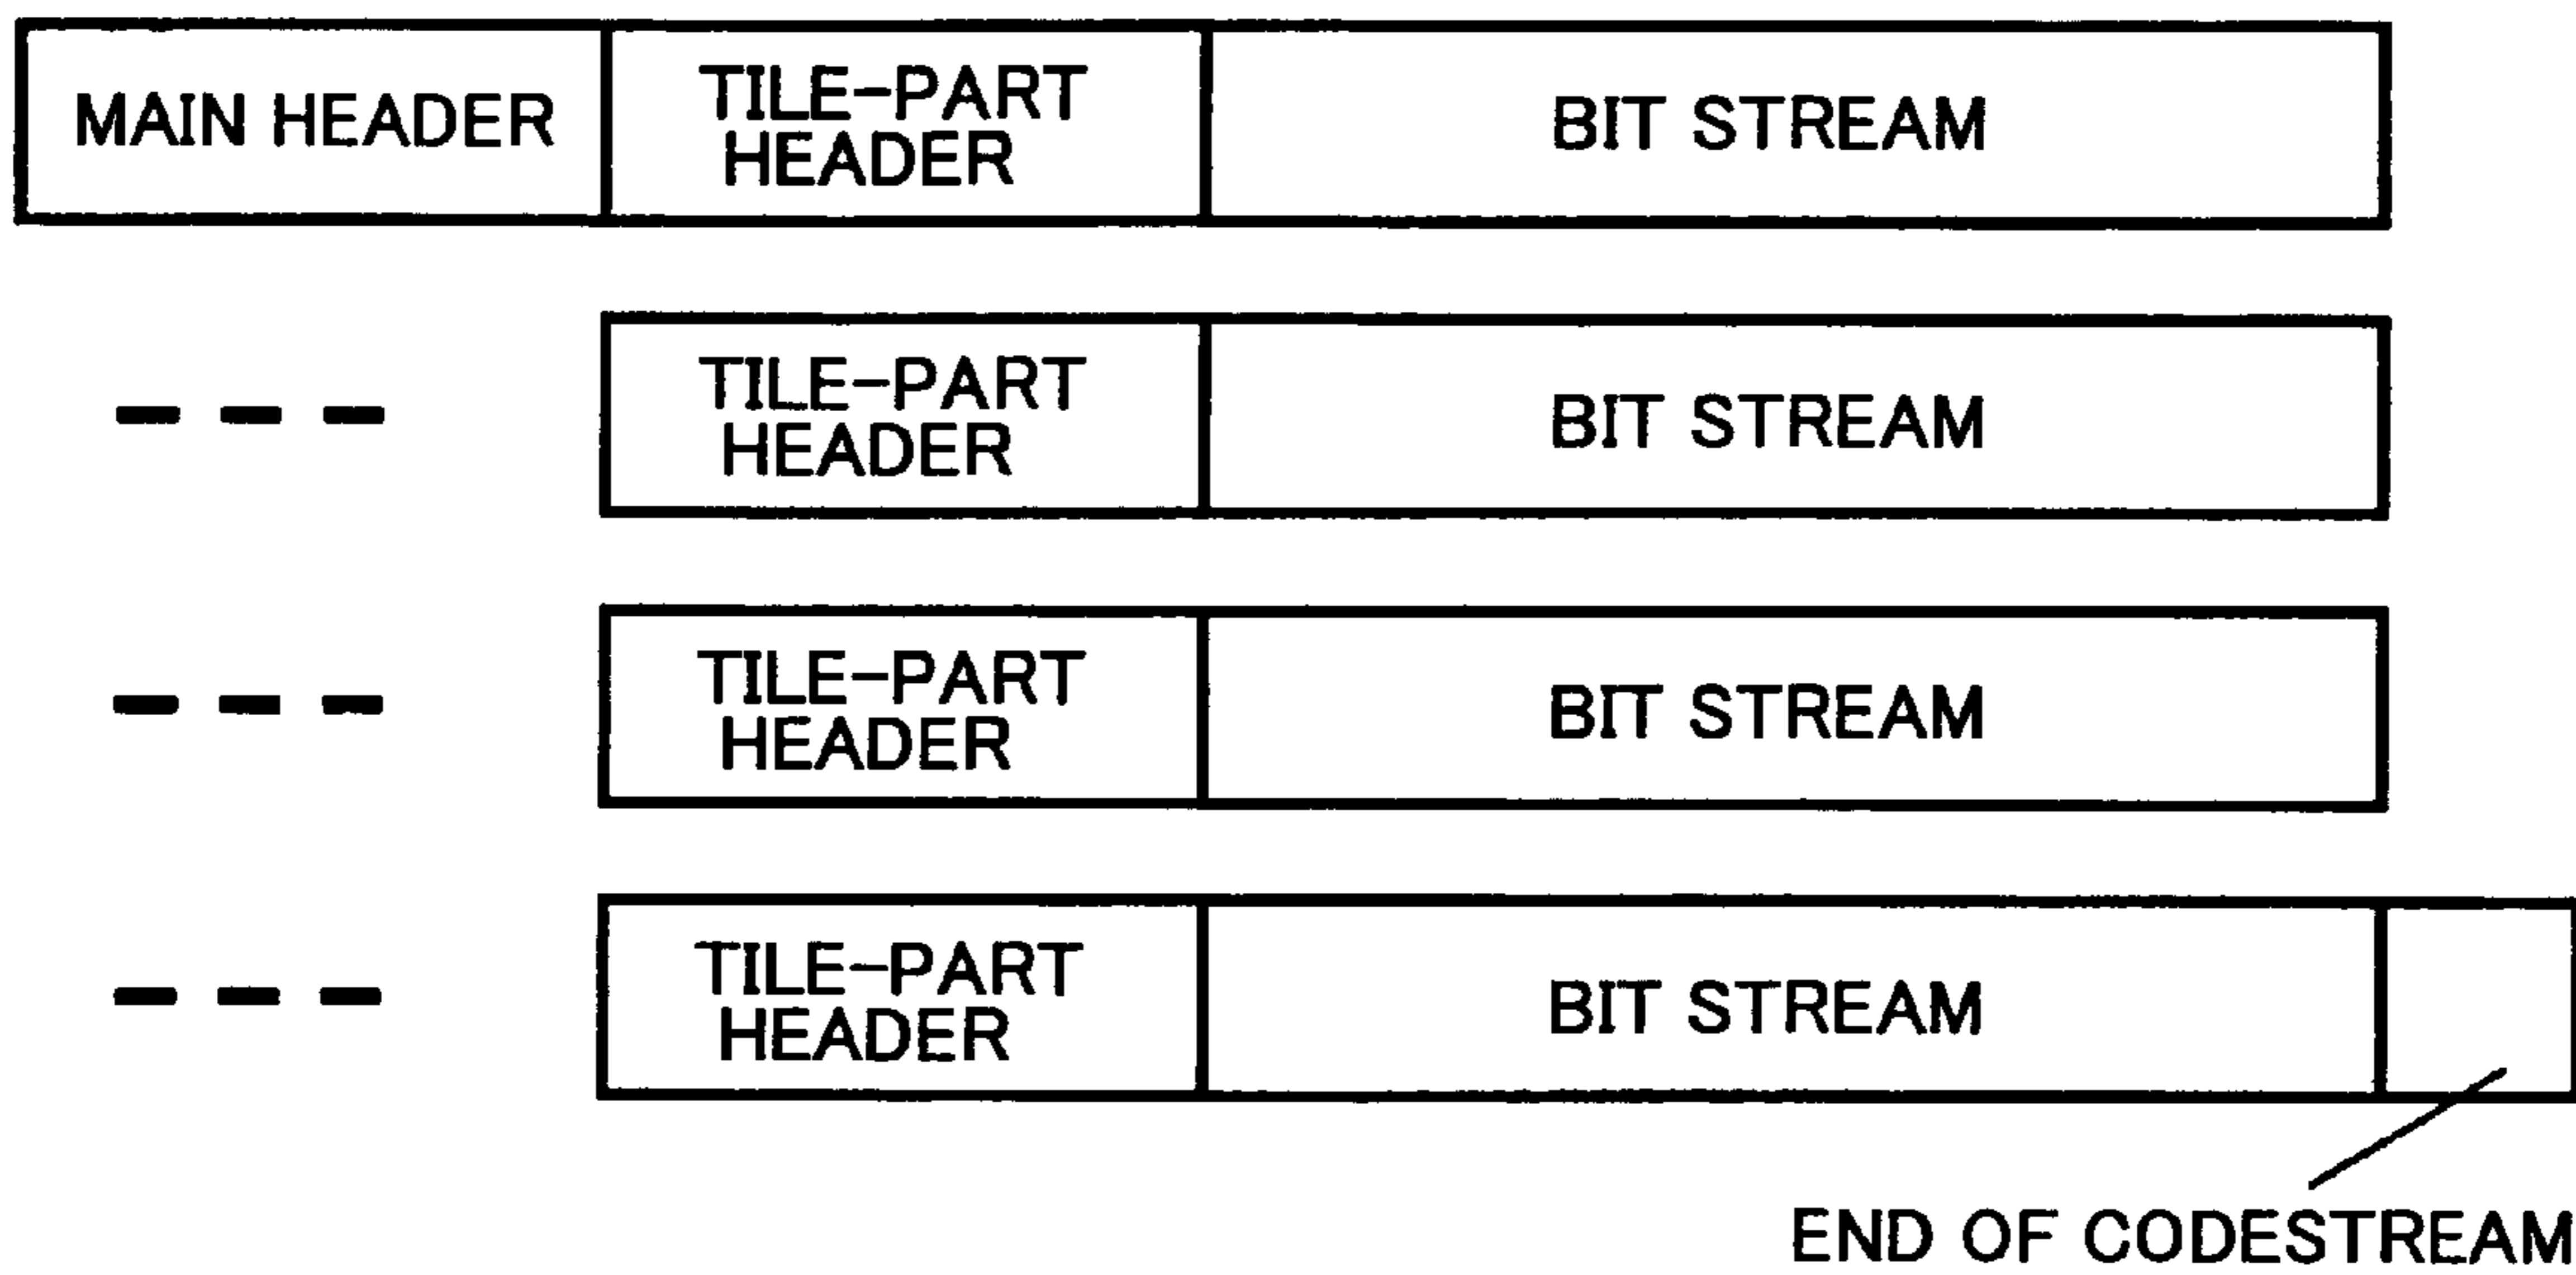 MAIN HEADER
TILE-PART
HEADER
BIT STREAM
TILE-PART
HEADER
BIT STREAM
TILE-PART
HEADER
BIT STREAM
TILE-PART
HEADER
BIT STREAM
END OF CODESTREAM